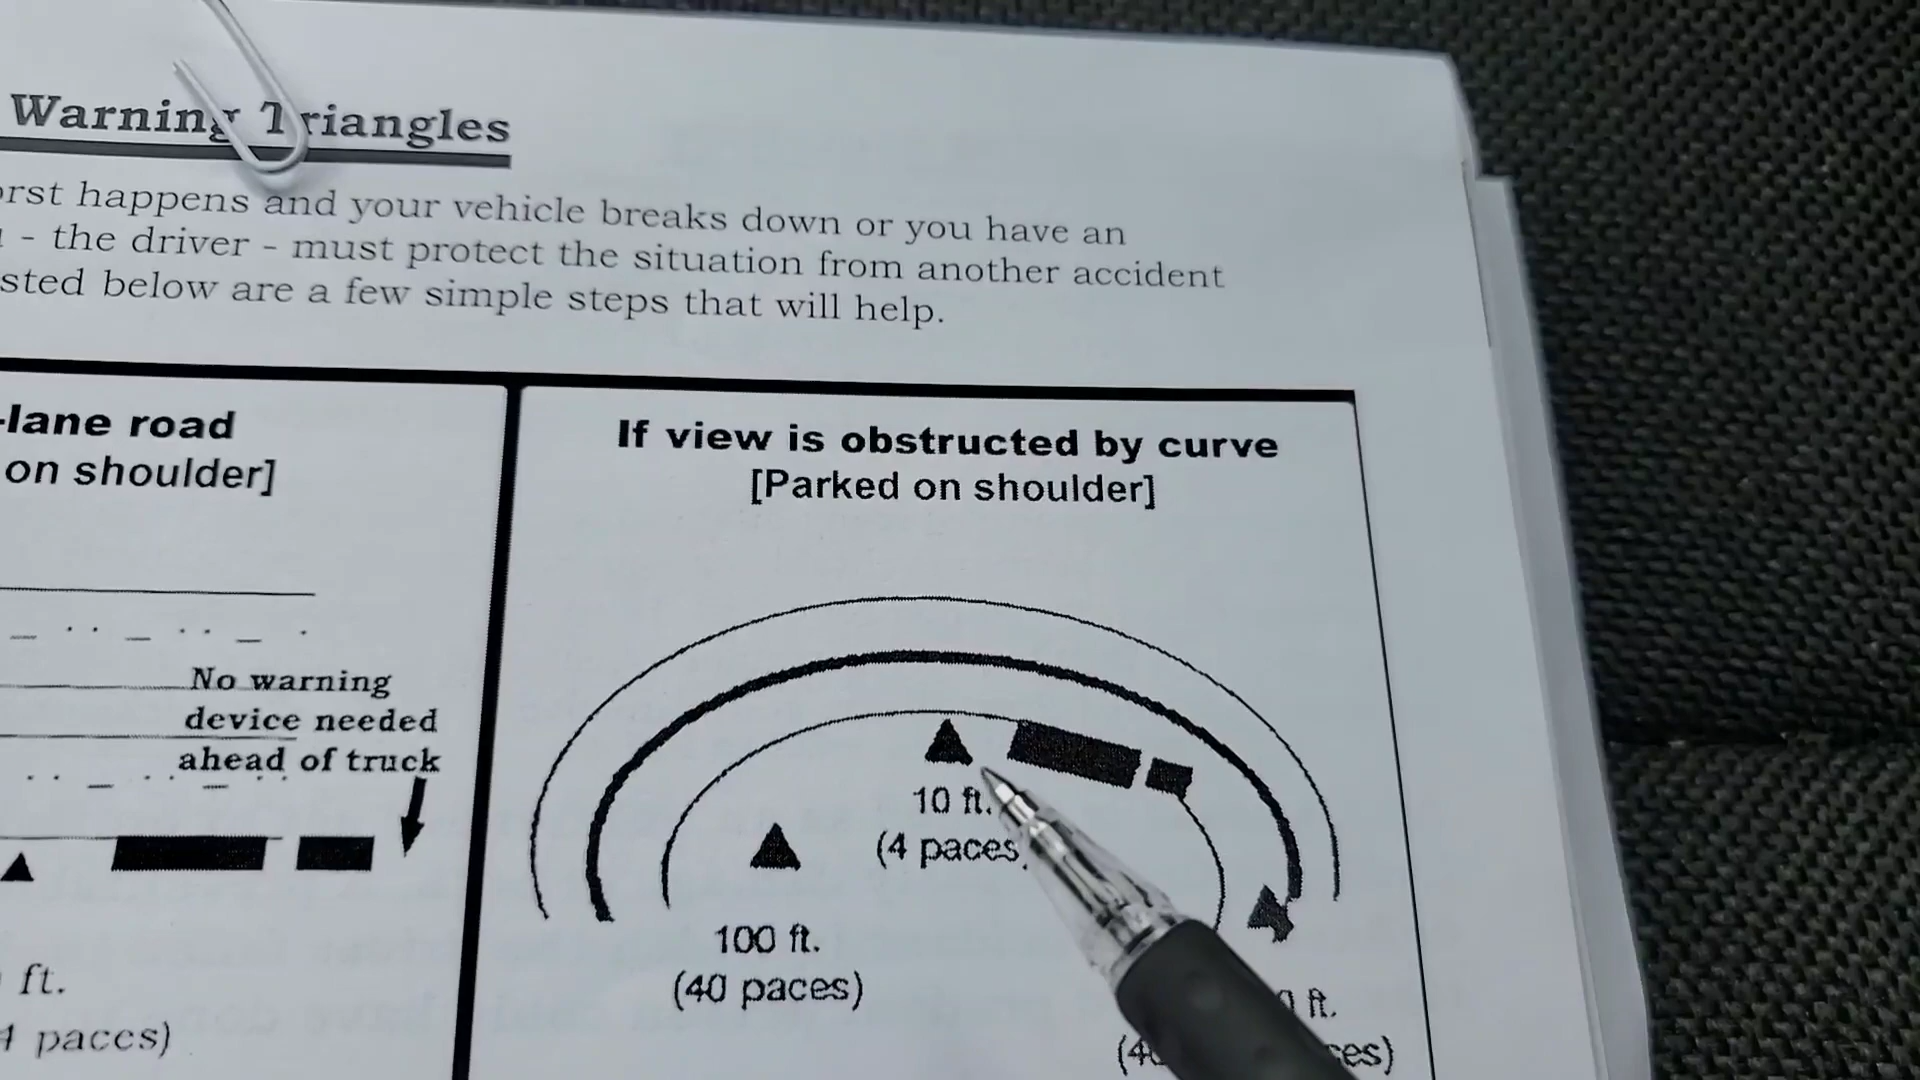 Warning Triangles
orst happens and your vehicle breaks down or you have an
- the driver - must protect the situation from another accident
sted below are a few simple steps that will help.
-lane road
on shoulder]
No warning
device needed
ahead of truck
ft.
paces)
If view is obstructed by curve
[Parked on shoulder]
10 ft.
(4 paces
100 ft.
(40 paces)
ft.